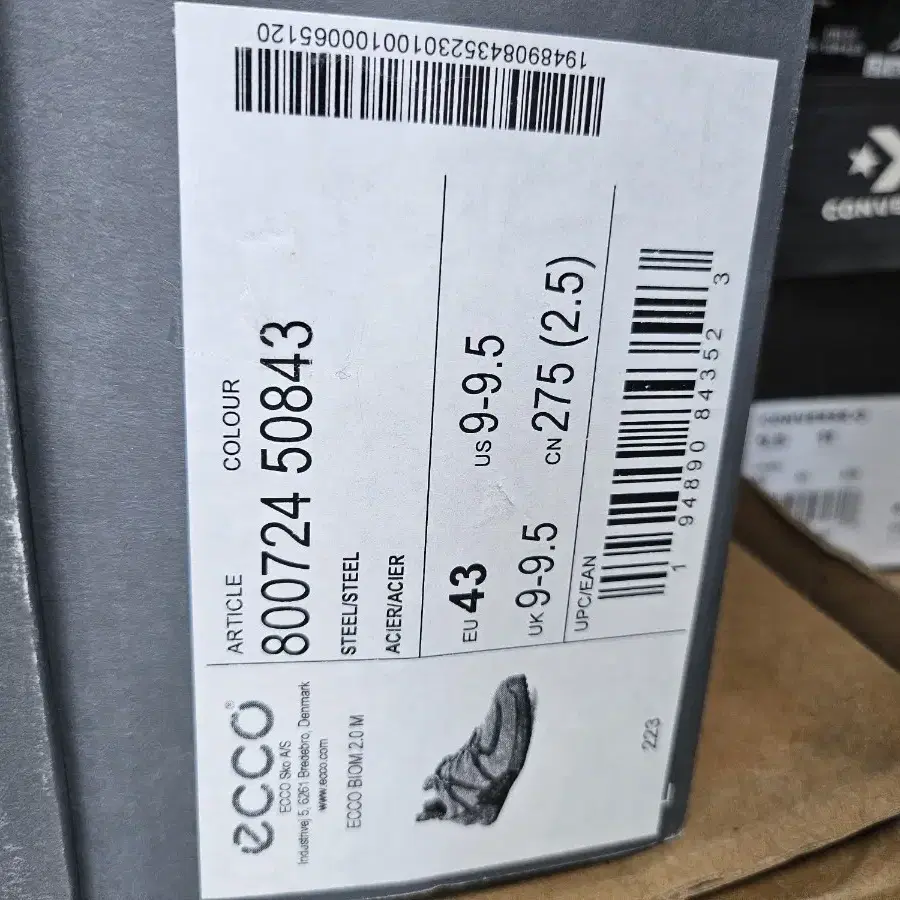 ecco®
ECCO Sko A/S
Industrivej 5, 6261 Bredebro, Denmark
www.ecco.com
ECCO BIOM 2.0 M
223
ARTICLE COLOUR
800724 50843
STEEL/STEEL
ACIER/ACIER
EU 43 US 9-9.5
UK 9-9.5 CN 275 (2.5)
UPC/EAN
1 94890 84352 3
19489084352301001000065120
CONVE
CONVERSE